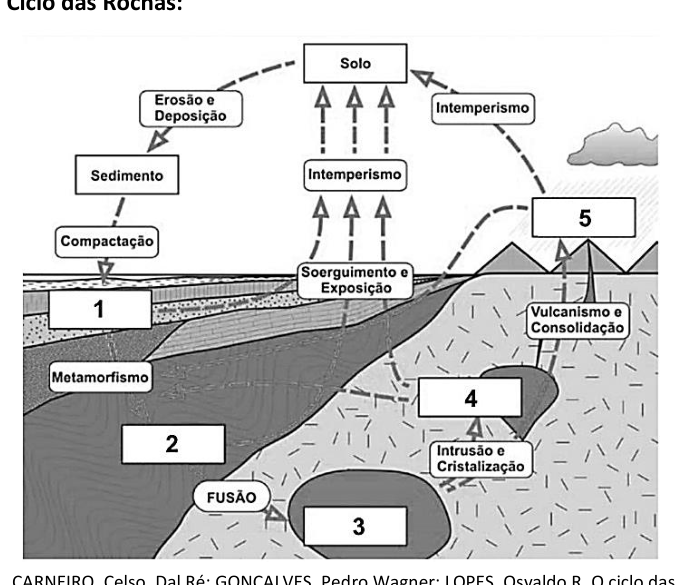 Ciclo das Rochas:
Solo
Erosão e
Deposição
Intemperismo
Sedimento
Intemperismo
5
Compactação
Soerguimento e
Exposição
1
Vulcanismo e
Consolidação
Metamorfismo
4
2
Intrusão e
Cristalização
FUSÃO
3
CARNEIRO, Celso, Dal Ré; GONÇALVES, Pedro Wagner; LOPES, Osvaldo R. O ciclo das